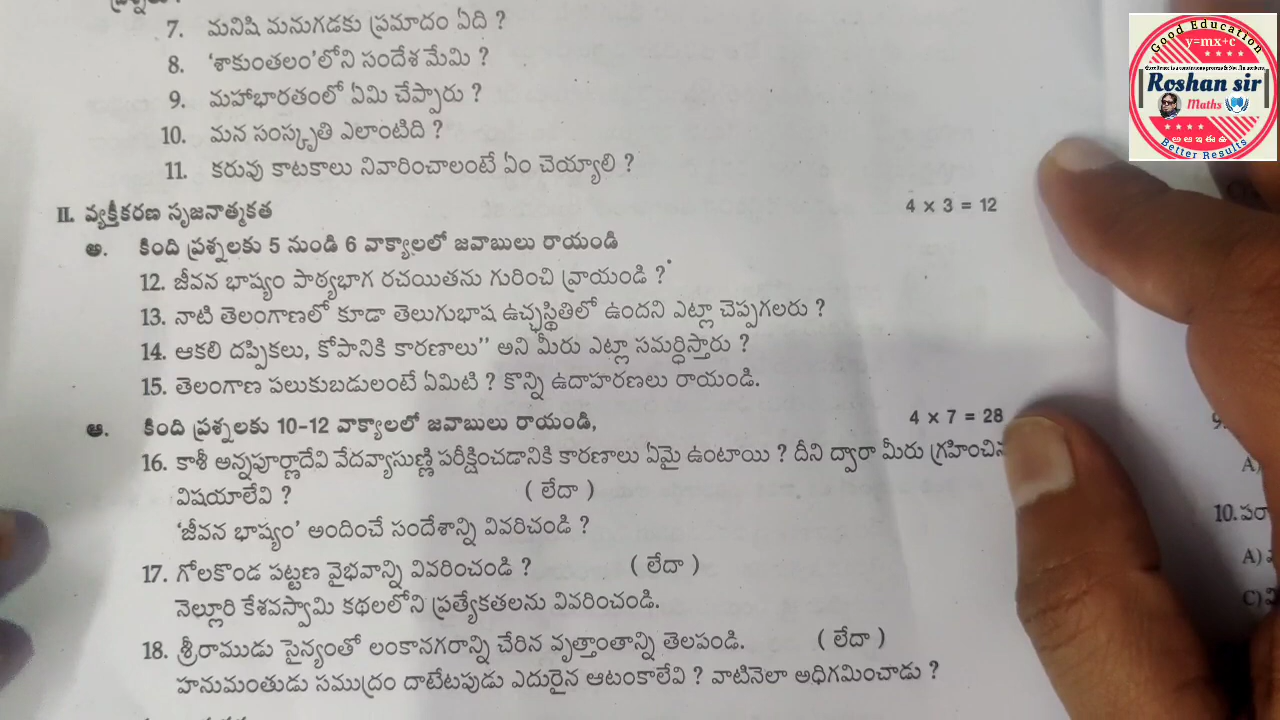 7. మనిషి మనుగడకు ప్రమాదం ఏది ?
8. 'శాకుంతలం'లోని సందేశ మేమి ?
9. మహాభారతంలో ఏమి చేప్పారు ?
10. మన సంస్కృతి ఎలాంటిది ?
11. కరువు కాటకాలు నివారించాలంటే ఏం చెయ్యాలి ?
II. వ్యక్తీకరణ సృజనాత్మకత 4 × 3 = 12
అ. కింది ప్రశ్నలకు 5 నుండి 6 వాక్యాలలో జవాబులు రాయండి
12. జీవన భాష్యం పాఠ్యభాగ రచయితను గురించి వ్రాయండి ?
13. నాటి తెలంగాణలో కూడా తెలుగుభాష ఉచ్ఛస్థితిలో ఉందని ఎట్లా చెప్పగలరు ?
14. ఆకలి దప్పికలు, కోపానికి కారణాలు" అని మీరు ఎట్లా సమర్ధిస్తారు ?
15. తెలంగాణ పలుకుబడులంటే ఏమిటి ? కొన్ని ఉదాహరణలు రాయండి.
ఆ. కింది ప్రశ్నలకు 10-12 వాక్యాలలో జవాబులు రాయండి, 4 × 7 = 28
16. కాశీ అన్నపూర్ణాదేవి వేదవ్యాసుణ్ణి పరీక్షించడానికి కారణాలు ఏమై ఉంటాయి ? దీని ద్వారా మీరు గ్రహించిన
విషయాలేవి ? ( లేదా )
'జీవన భాష్యం' అందించే సందేశాన్ని వివరిచండి ?
17. గోలకొండ పట్టణ వైభవాన్ని వివరించండి ? ( లేదా )
నెల్లూరి కేశవస్వామి కథలలోని ప్రత్యేకతలను వివరించండి.
18. శ్రీరాముడు సైన్యంతో లంకానగరాన్ని చేరిన వృత్తాంతాన్ని తెలపండి. ( లేదా )
హనుమంతుడు సముద్రం దాటేటపుడు ఎదురైన ఆటంకాలేవి ? వాటినెలా అధిగమించాడు ?
Good Education
y=mx+c
Roshan sir
Maths
అ ఆ ఇ ఈ ఉ
Better Results
9.
A)
10. పరా
A)
C)